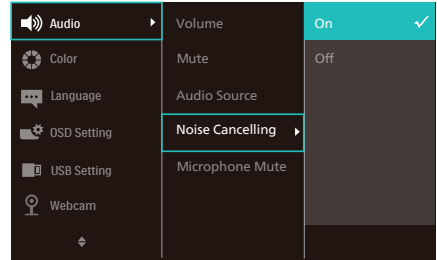 Audio
Color
Language
OSD Setting
USB Setting
Webcam
Volume
Mute
Audio Source
Noise Cancelling
Microphone Mute
On
Off